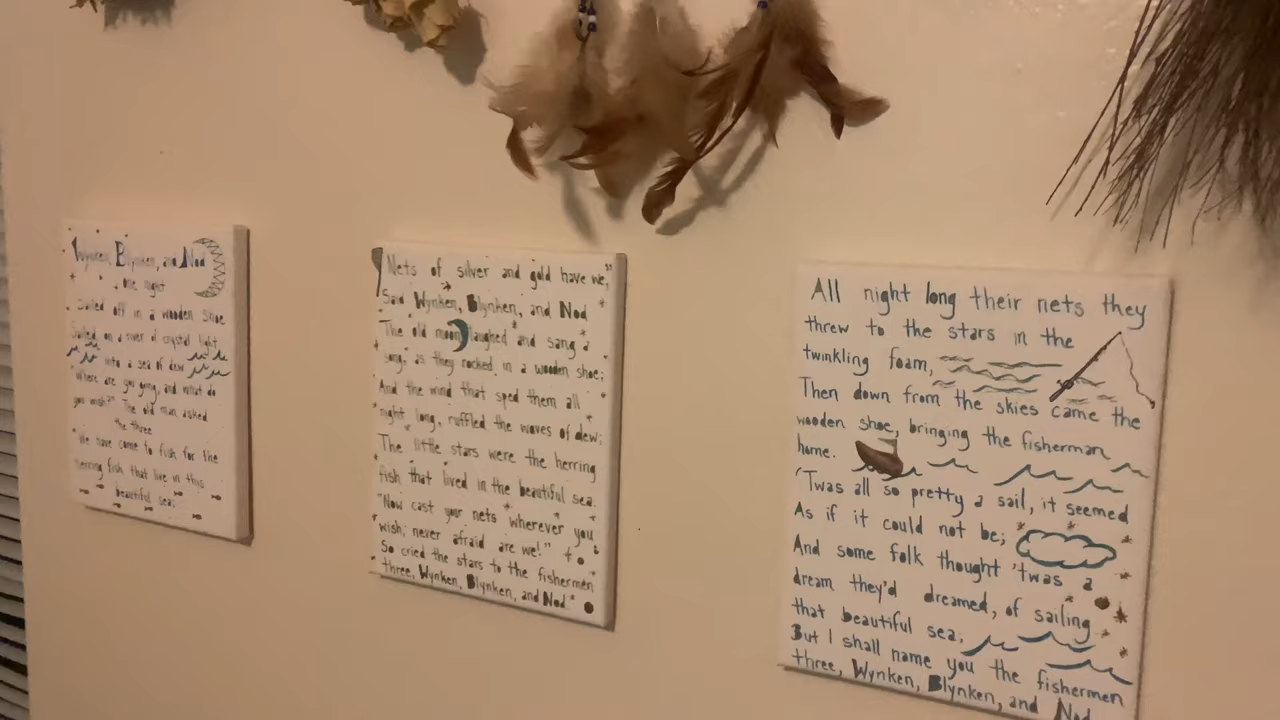 Wynken, Blynken, and Nod
one night
Sailed off in a wooden shoe
Sailed on a river of crystal light,
into a sea of dew
"Where are you going, and what do
you wish?" The old man asked
the three
"We have come to fish for the
herring fish that live in this
beautiful sea;
Nets of silver and gold have we,"
Said Wynken, Blynken, and Nod
The old moon laughed and sang a
song, as they rocked in a wooden shoe;
And the wind that sped them all
night long, ruffled the waves of dew;
The little stars were the herring
fish that lived in the beautiful sea.
"Now cast your nets wherever you
wish; never afraid are we!"
So cried the stars to the fishermen
three, Wynken, Blynken, and Nod."
All night long their nets they
threw to the stars in the
twinkling foam,
Then down from the skies came the
wooden shoe, bringing the fisherman
home.
'Twas all so pretty a sail, it seemed
As if it could not be;
And some folk thought 'twas a
dream they'd dreamed, of sailing
that beautiful sea;
But I shall name you the fishermen
three, Wynken, Blynken, and Nod